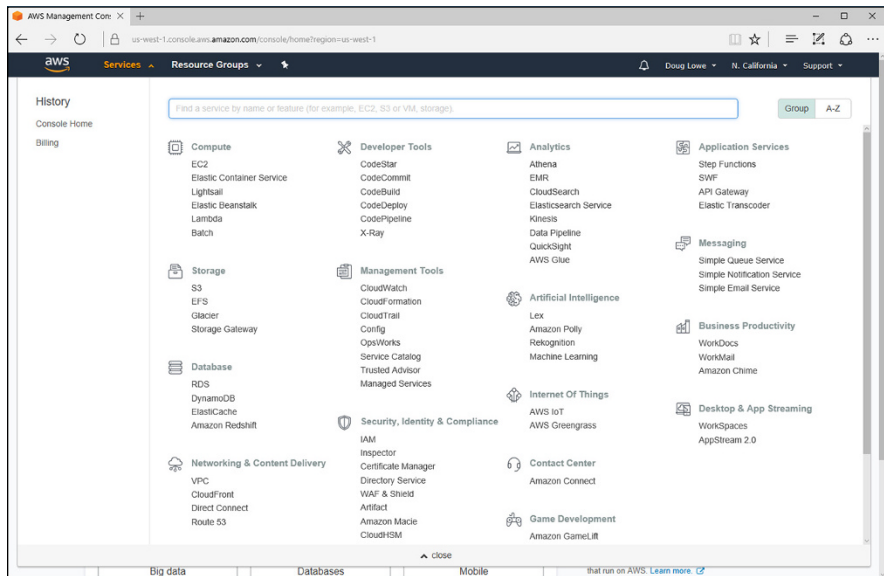 AWS Management Con:
us-west-1.console.aws.amazon.com/console/home?region=us-west-1
aws
Services
Resource Groups
Doug Lowe
N. California
Support
History
Console Home
Billing
Find a service by name or feature (for example, EC2, S3 or VM, storage).
Group
A-Z
Compute
EC2
Elastic Container Service
Lightsail
Elastic Beanstalk
Lambda
Batch
Storage
S3
EFS
Glacier
Storage Gateway
Database
RDS
DynamoDB
ElastiCache
Amazon Redshift
Networking & Content Delivery
VPC
CloudFront
Direct Connect
Route 53
Developer Tools
CodeStar
CodeCommit
CodeBuild
CodeDeploy
CodePipeline
X-Ray
Management Tools
CloudWatch
CloudFormation
CloudTrail
Config
OpsWorks
Service Catalog
Trusted Advisor
Managed Services
Security, Identity & Compliance
IAM
Inspector
Certificate Manager
Directory Service
WAF & Shield
Artifact
Amazon Macie
CloudHSM
Analytics
Athena
EMR
CloudSearch
Elasticsearch Service
Kinesis
Data Pipeline
QuickSight
AWS Glue
Artificial Intelligence
Lex
Amazon Polly
Rekognition
Machine Learning
Internet Of Things
AWS IoT
AWS Greengrass
Contact Center
Amazon Connect
Game Development
Amazon GameLift
Application Services
Step Functions
SWF
API Gateway
Elastic Transcoder
Messaging
Simple Queue Service
Simple Notification Service
Simple Email Service
Business Productivity
WorkDocs
WorkMail
Amazon Chime
Desktop & App Streaming
WorkSpaces
AppStream 2.0
close
Big data
Databases
Mobile
that run on AWS. Learn more.